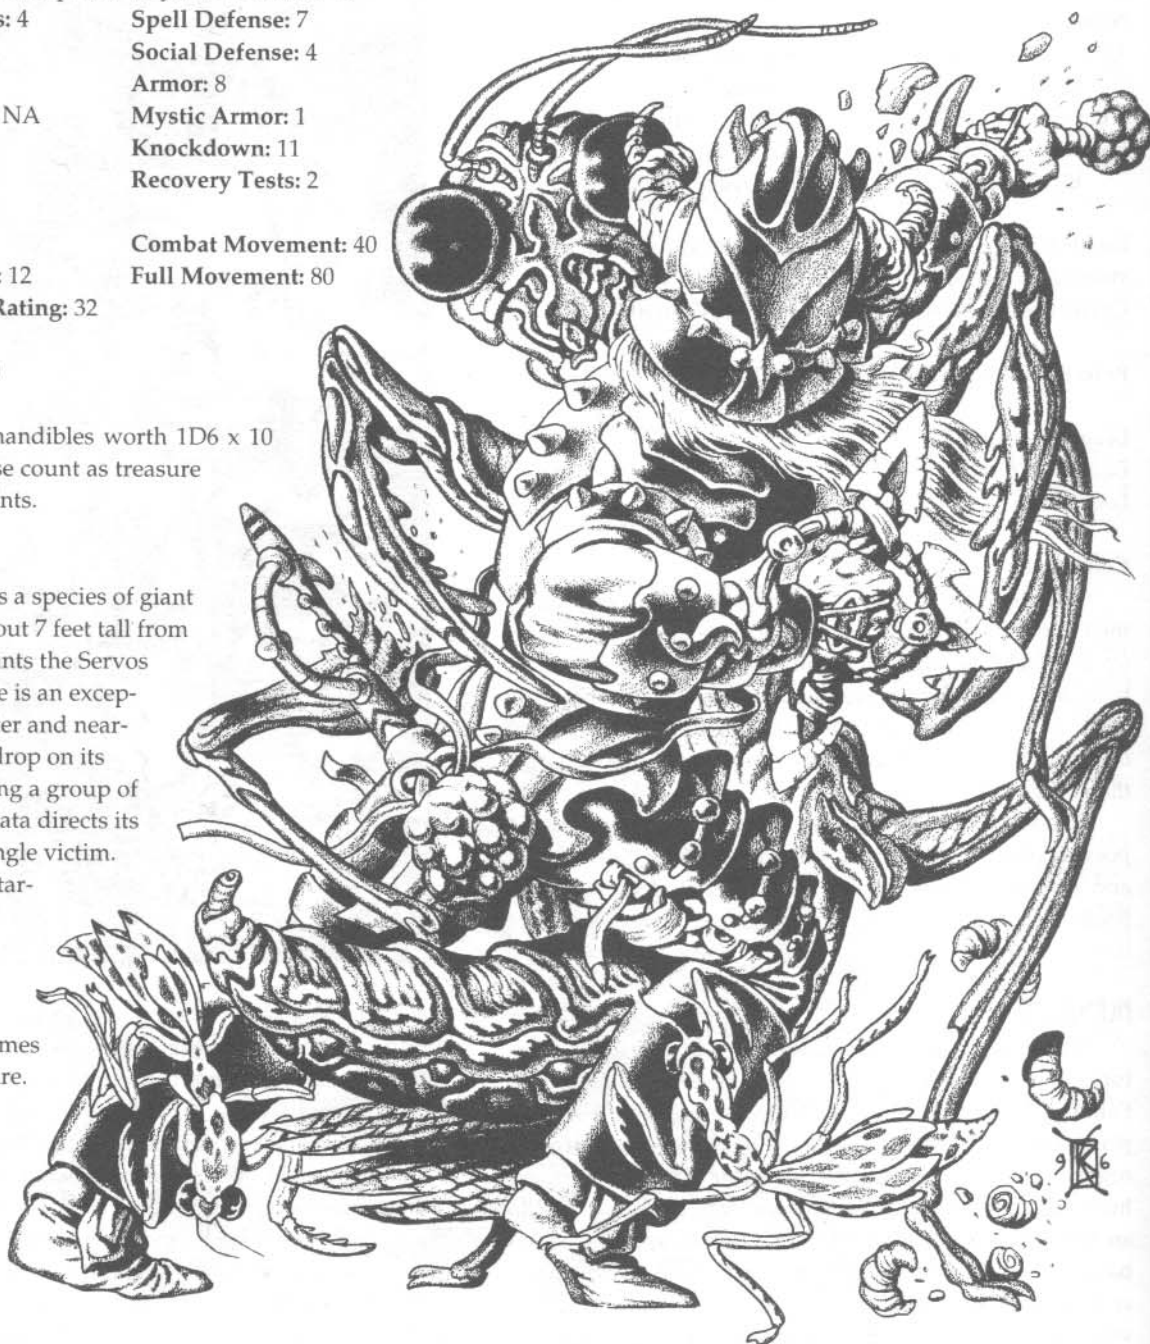 s: 4
Spell Defense: 7
Social Defense: 4
Armor: 8
NA
Mystic Armor: 1
Knockdown: 11
Recovery Tests: 2
Combat Movement: 40
: 12
Full Movement: 80
Rating: 32
andibles worth 1D6 x 10
se count as treasure
nts.
s a species of giant
out 7 feet tall from
nts the Servos
e is an excep-
er and near-
drop on its
ng a group of
ata directs its
ngle victim.
tar-
mes
re.
9 6